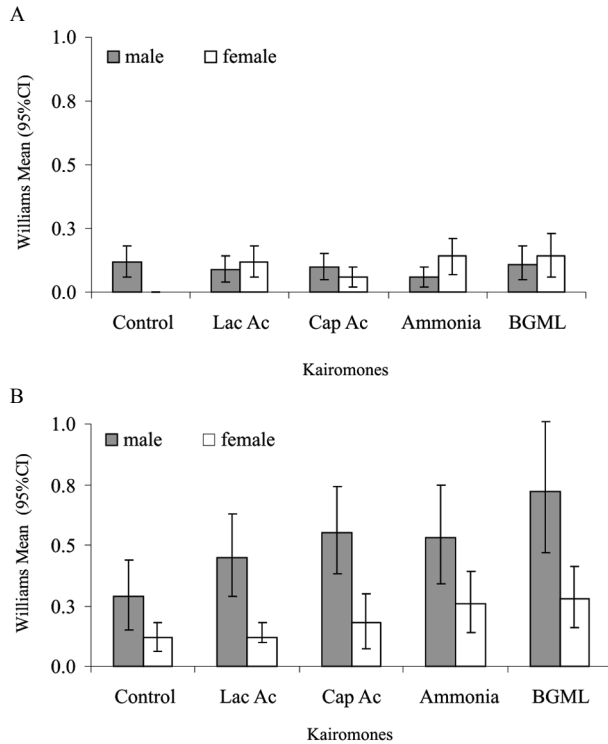 A
1.0
0.8
0.5
0.3
0.0
Williams Mean (95%CI)
male female
Control Lac Ac Cap Ac Ammonia BGML
Kairomones
B
1.0
0.8
0.5
0.3
0.0
Williams Mean (95%CI)
male female
Control Lac Ac Cap Ac Ammonia BGML
Kairomones